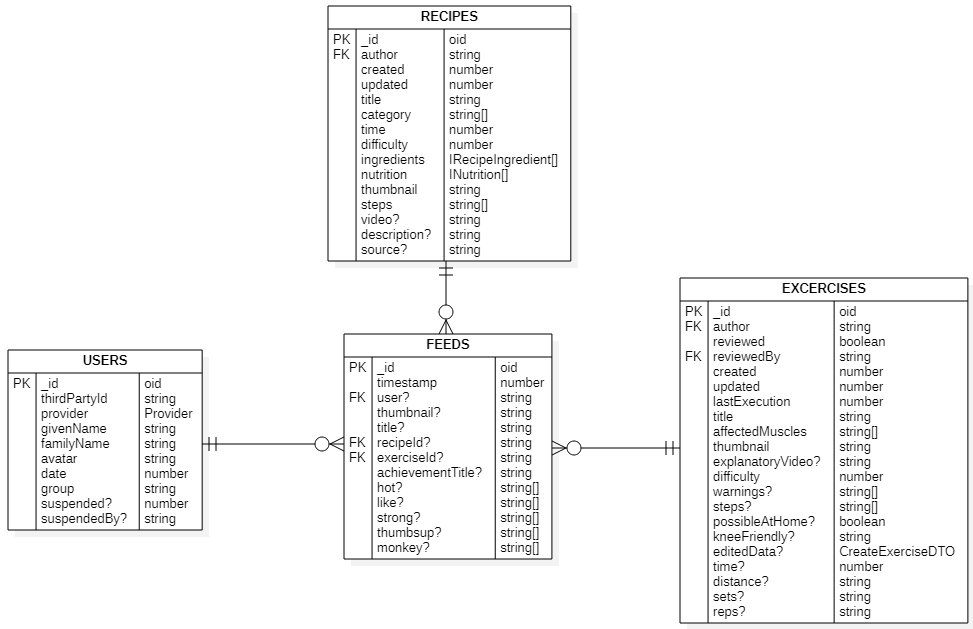 RECIPES
PK _id oid
FK author string
created number
updated number
title string
category string[]
time number
difficulty number
ingredients IRecipeIngredient[]
nutrition INutrition[]
thumbnail string
steps string[]
video? string
description? string
source? string
USERS
PK _id oid
thirdPartyId string
provider Provider
givenName string
familyName string
avatar string
date number
group string
suspended? number
suspendedBy? string
FEEDS
PK _id oid
timestamp number
FK user? string
thumbnail? string
title? string
FK recipeId? string
FK exerciseId? string
achievementTitle? string
hot? string[]
like? string[]
strong? string[]
thumbsup? string[]
monkey? string[]
EXCERCISES
PK _id oid
FK author string
reviewed boolean
FK reviewedBy string
created number
updated number
lastExecution number
title string
affectedMuscles string[]
thumbnail string
explanatoryVideo? string
difficulty number
warnings? string[]
steps? string[]
possibleAtHome? boolean
kneeFriendly? string
editedData? CreateExerciseDTO
time? number
distance? string
sets? string
reps? string